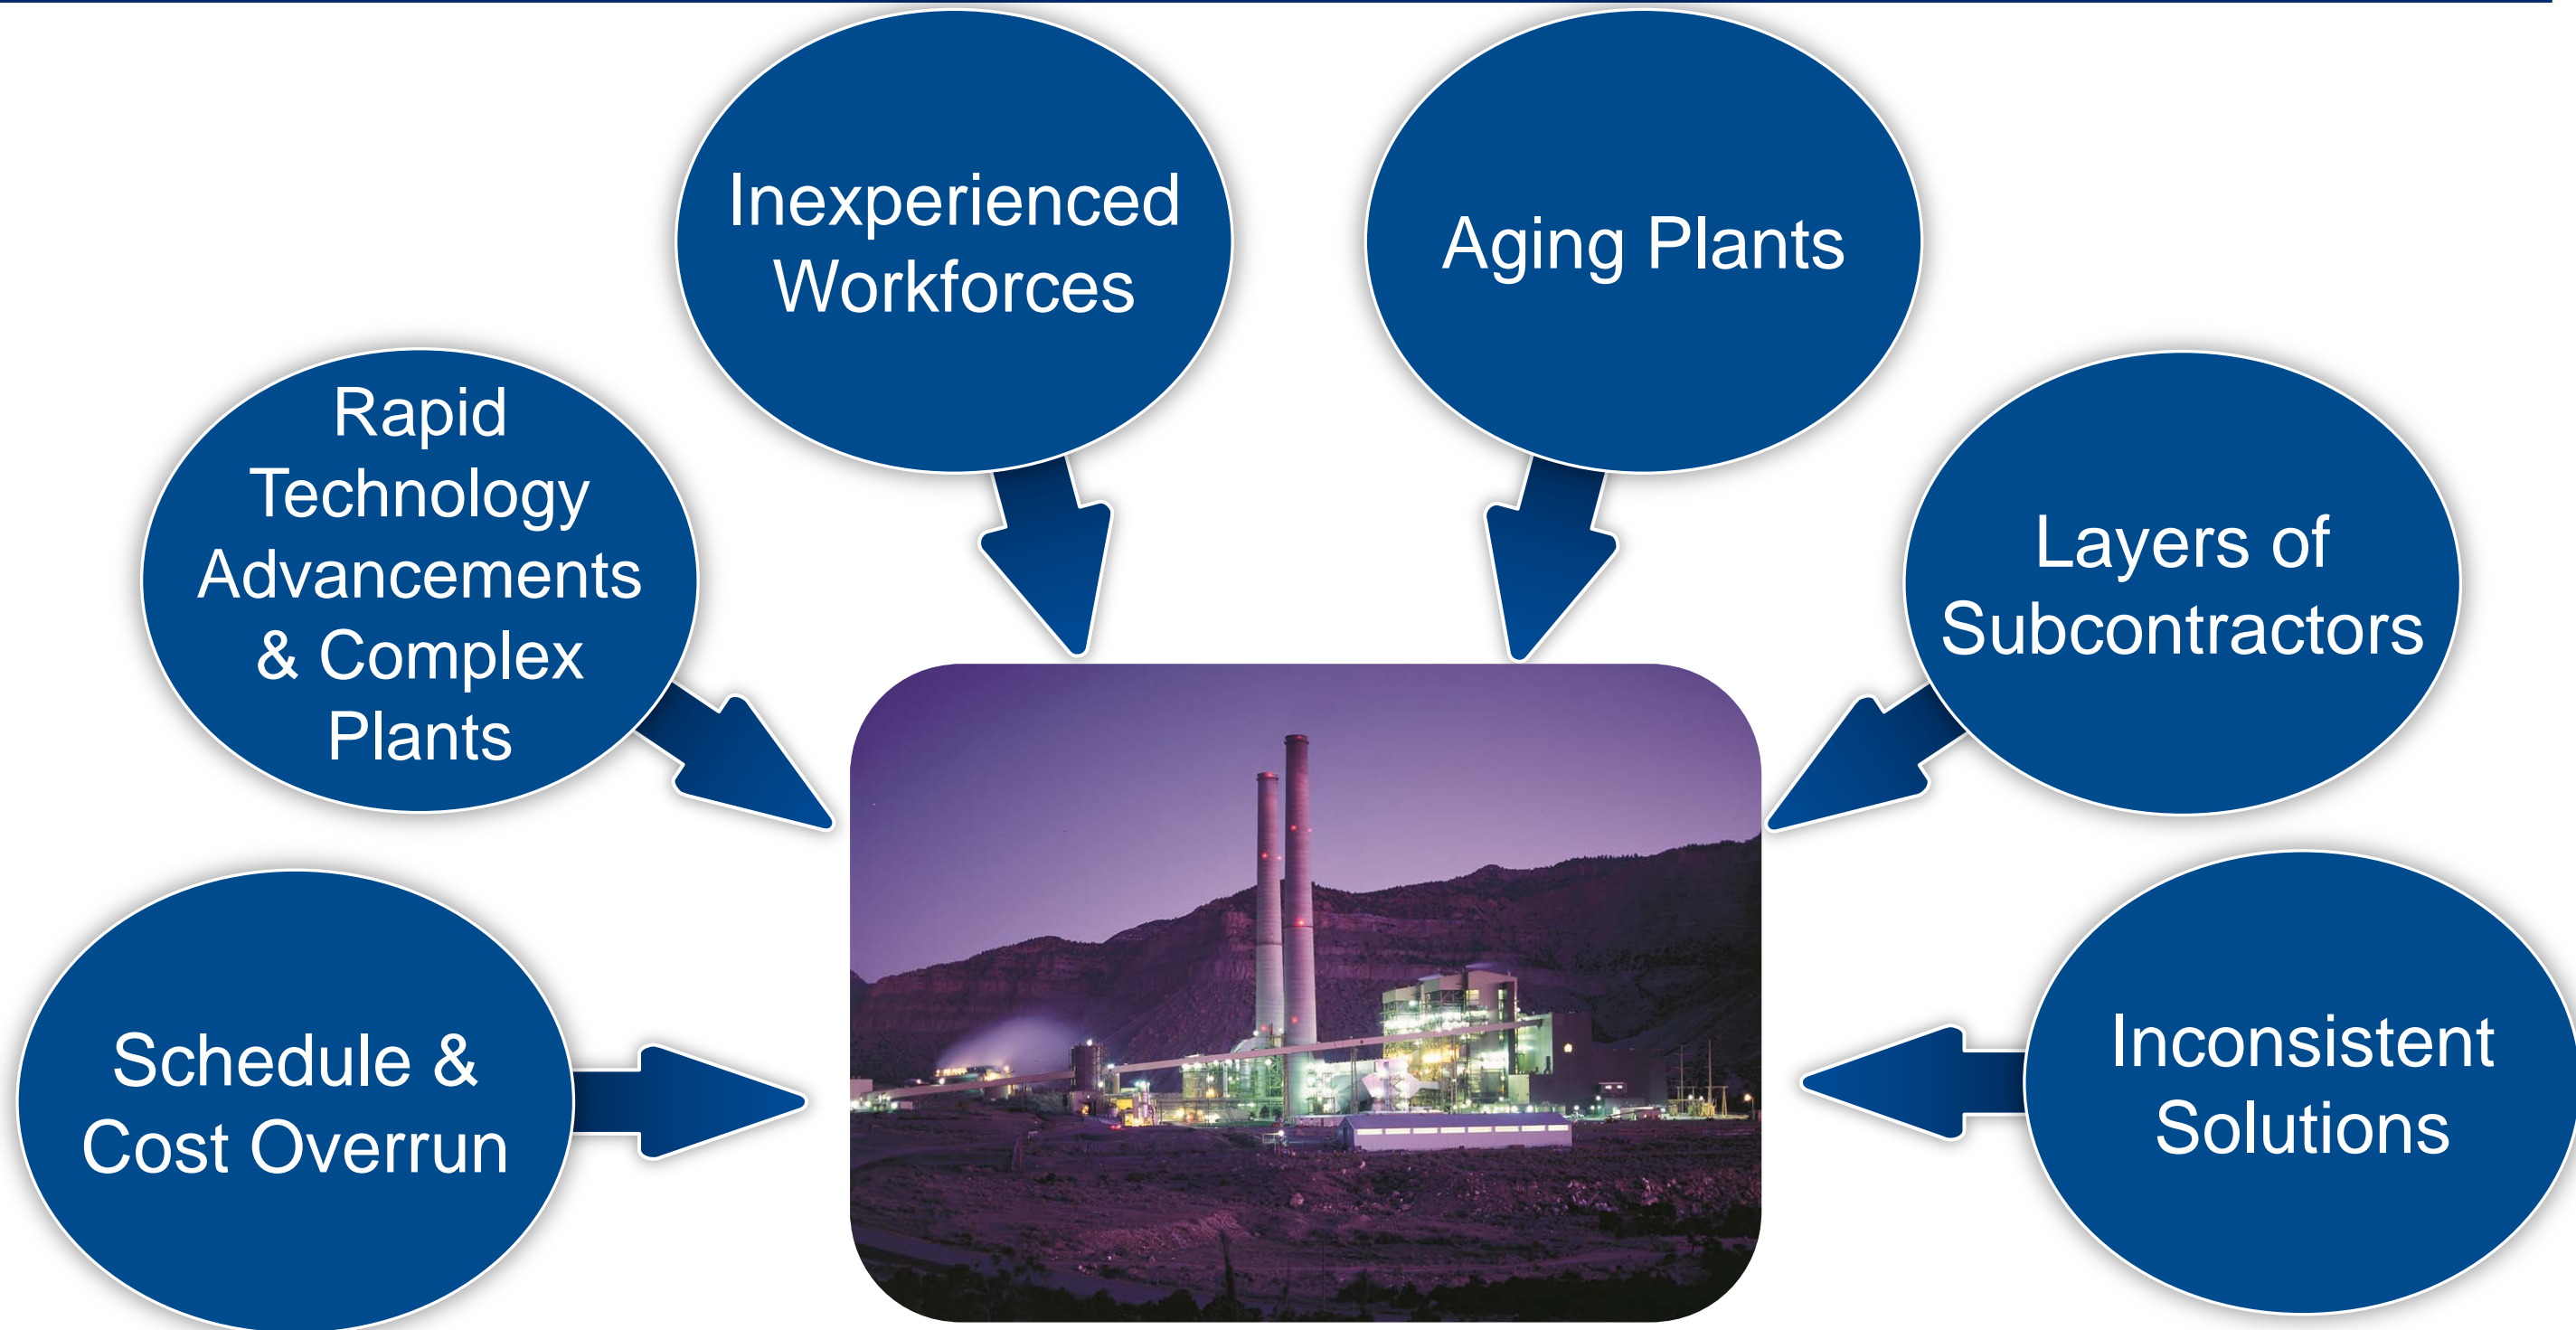 Inexperienced
Workforces
Aging Plants
Rapid
Technology
Advancements
& Complex
Plants
Layers of
Subcontractors
Schedule &
Cost Overrun
Inconsistent
Solutions